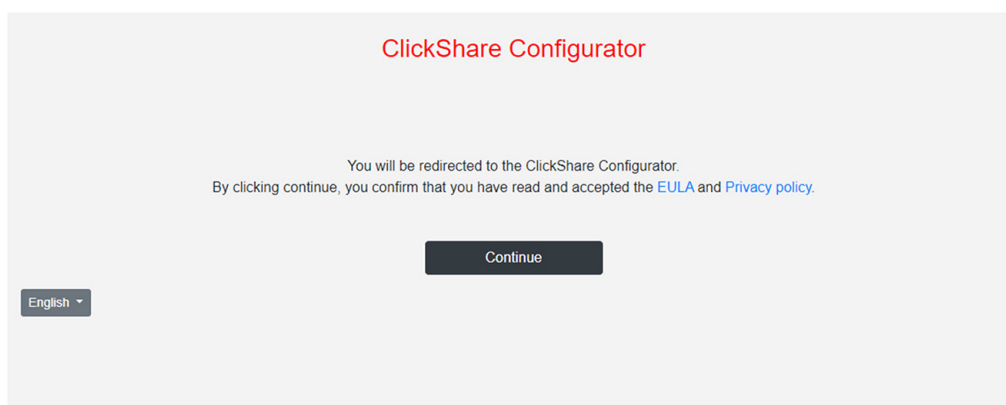 ClickShare Configurator
You will be redirected to the ClickShare Configurator.
By clicking continue, you confirm that you have read and accepted the EULA and Privacy policy.
Continue
English